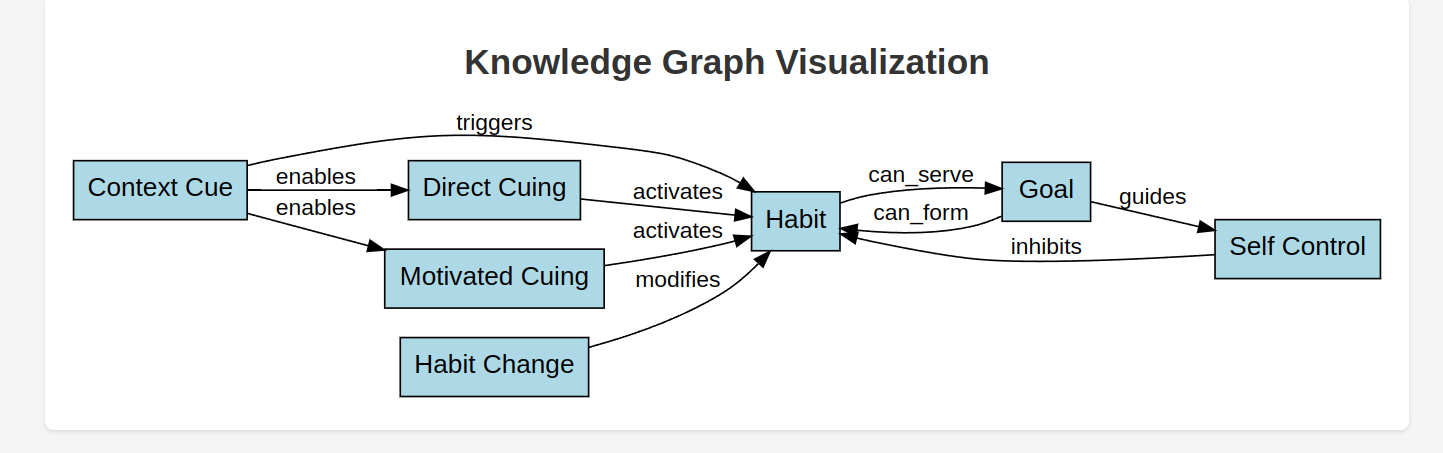 Knowledge Graph Visualization
triggers
Context Cue
enables
enables
Direct Cuing
Motivated Cuing
Habit Change
activates
activates
modifies
Habit
can_serve
can_form
Goal
guides
inhibits
Self Control